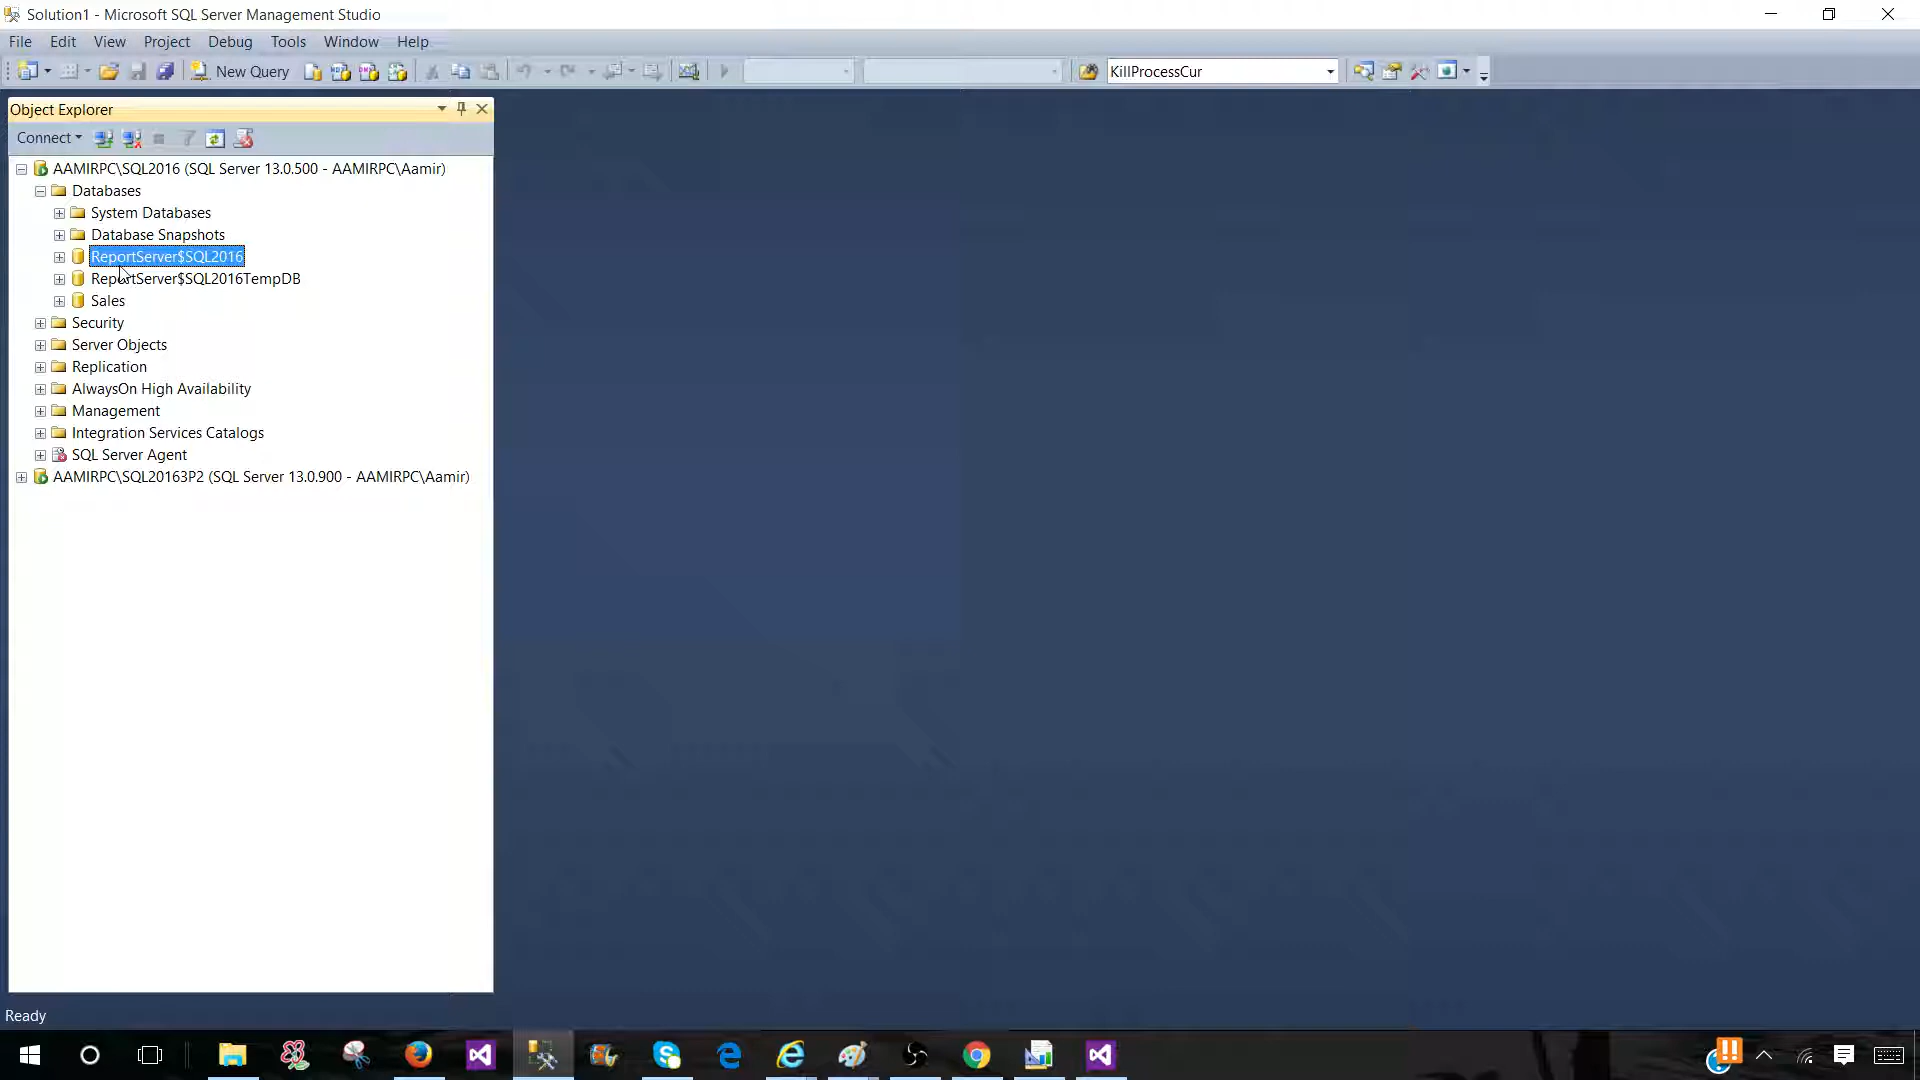 Solution1 - Microsoft SQL Server Management Studio
File Edit View Project Debug Tools Window Help
New Query
KillProcessCur
Object Explorer
Connect
AAMIRPC\SQL2016 (SQL Server 13.0.500 - AAMIRPC\Aamir)
Databases
System Databases
Database Snapshots
ReportServer$SQL2016
ReportServer$SQL2016TempDB
Sales
Security
Server Objects
Replication
AlwaysOn High Availability
Management
Integration Services Catalogs
SQL Server Agent
AAMIRPC\SQL20163P2 (SQL Server 13.0.900 - AAMIRPC\Aamir)
Ready